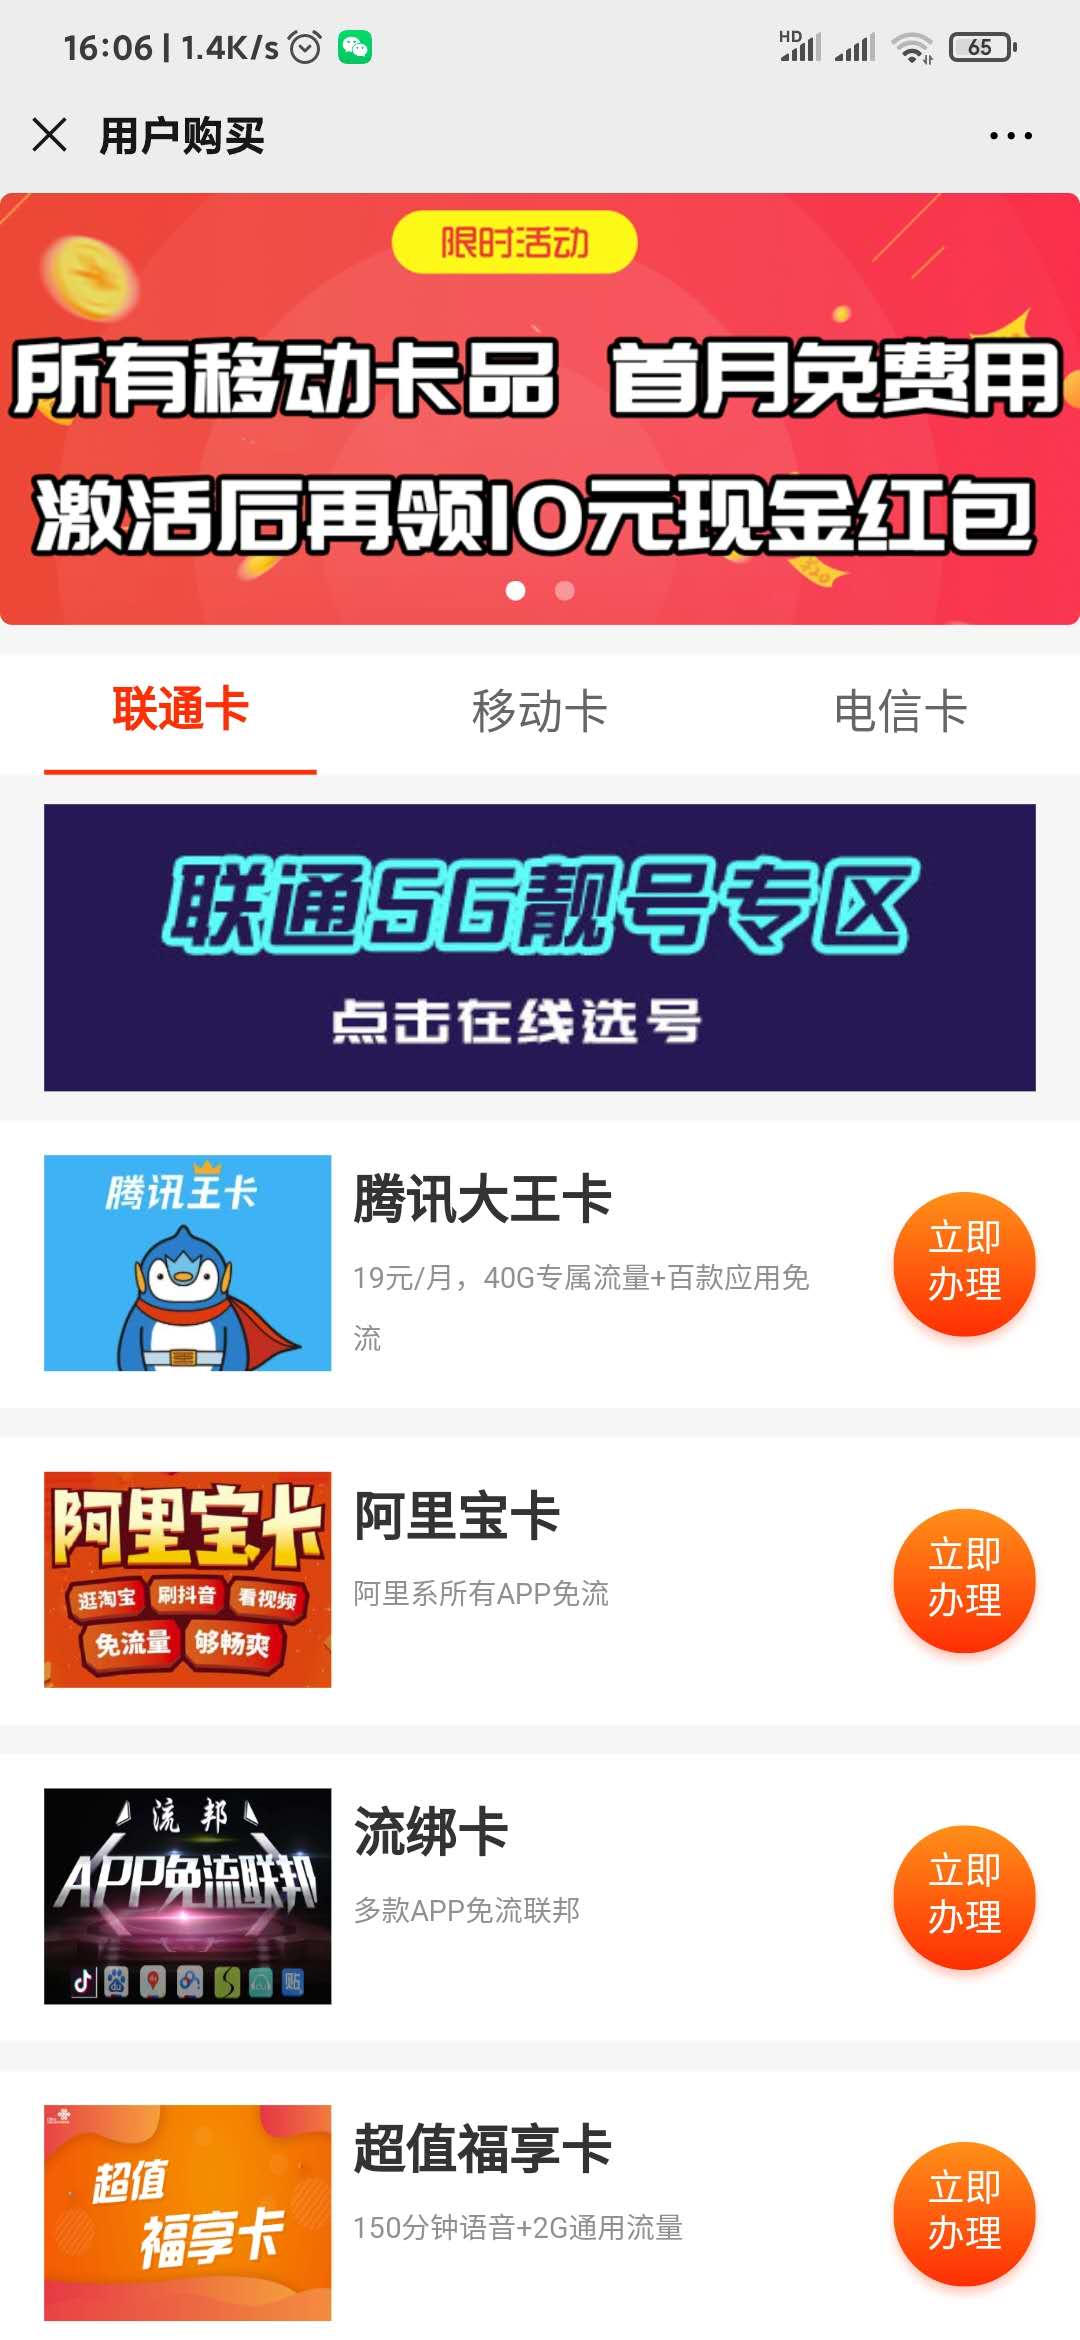 16:06 | 1.4K/s
HD
65
用户购买
限时活动
所有移动卡品 首月免费用
激活后再领10元现金红包
联通卡
移动卡
电信卡
联通5G靓号专区
点击在线选号
腾讯王卡
腾讯大王卡
19元/月，40G专属流量+百款应用免
流
立即
办理
阿里宝卡
逛淘宝 刷抖音 看视频
免流量 够畅爽
阿里宝卡
阿里系所有APP免流
立即
办理
流邦
APP免流联邦
du
贴
流绑卡
多款APP免流联邦
立即
办理
超值
福享卡
超值福享卡
150分钟语音+2G通用流量
立即
办理